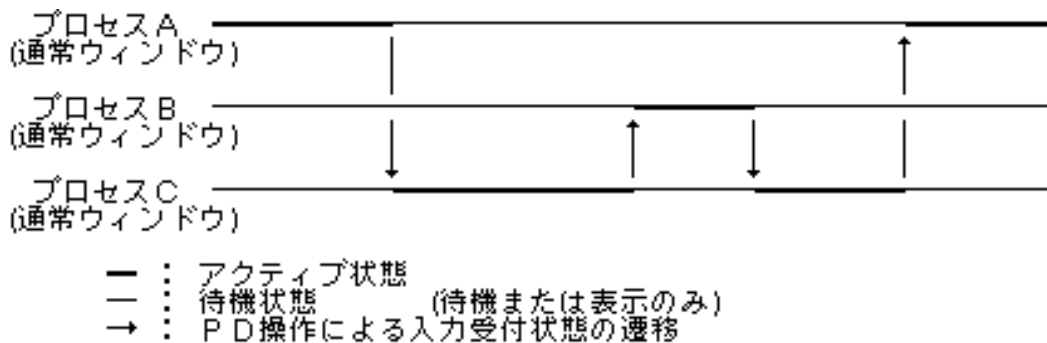 プロセスA
(通常ウィンドウ)
プロセスB
(通常ウィンドウ)
プロセスC
(通常ウィンドウ)
━ : アクティブ状態
─ : 待機状態 (待機または表示のみ)
→ : PD操作による入力受付状態の遷移